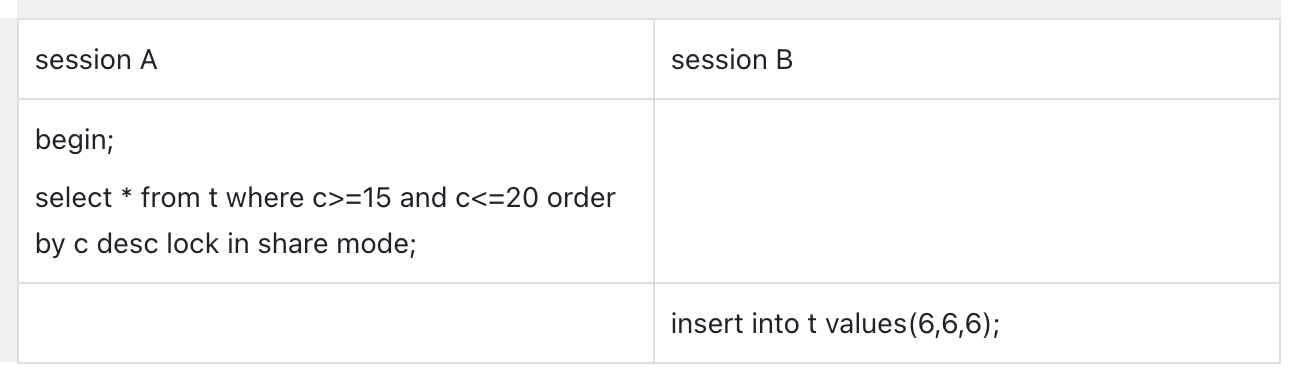 session A
session B
begin;
select * from t where c>=15 and c<=20 order
by c desc lock in share mode;
insert into t values(6,6,6);